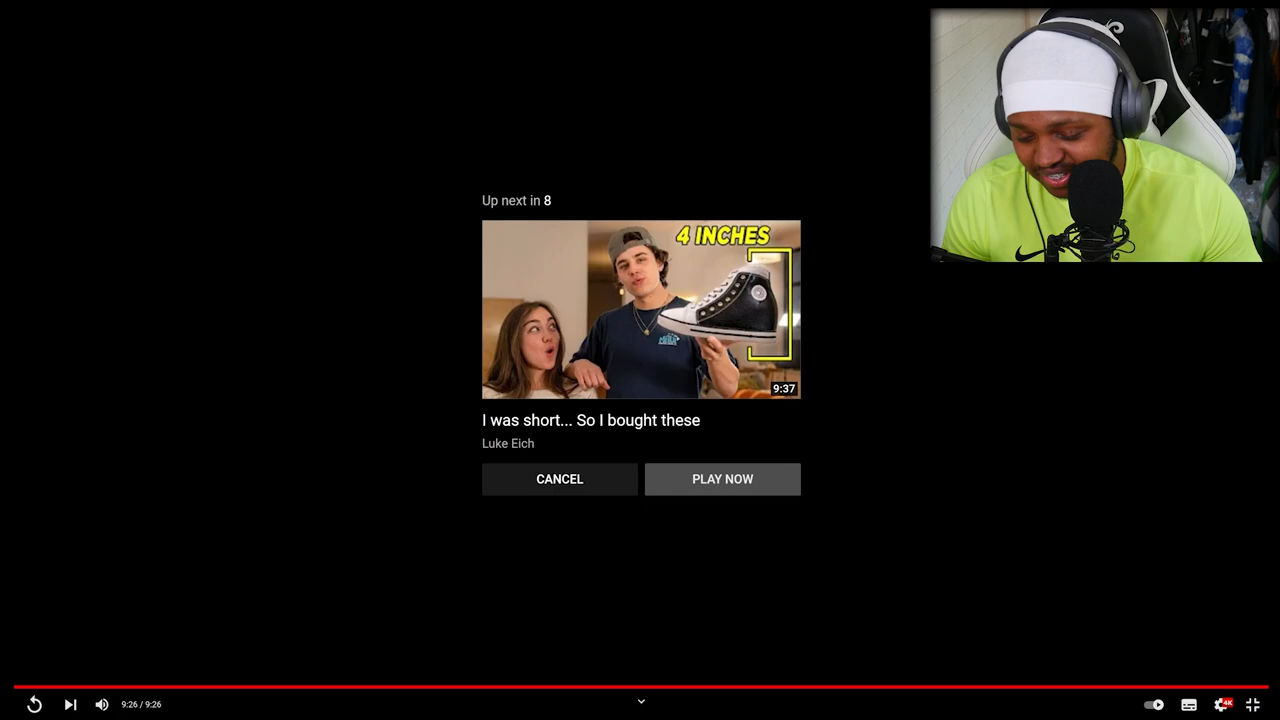 Up next in 8
4 INCHES
9:37
I was short... So I bought these
Luke Eich
CANCEL
PLAY NOW
9:26 / 9:26
4K